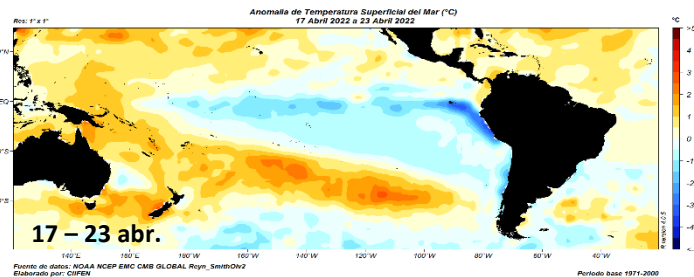 Anomalia de Temperatura Superficial del Mar (°C)
17 Abril 2022 a 23 Abril 2022
Res: 1° x 1°
°C
>5
4
3
2
1
0
-1
-2
-3
-4
17 – 23 abr.
140°E 160°E 180°W 160°W 140°W 120°W 100°W 80°W 60°W 40°W
Fuente de datos: NOAA NCEP EMC CMB GLOBAL Reyn_SmithOIv2
Elaborado por: CIIFEN
Periodo base 1971-2000